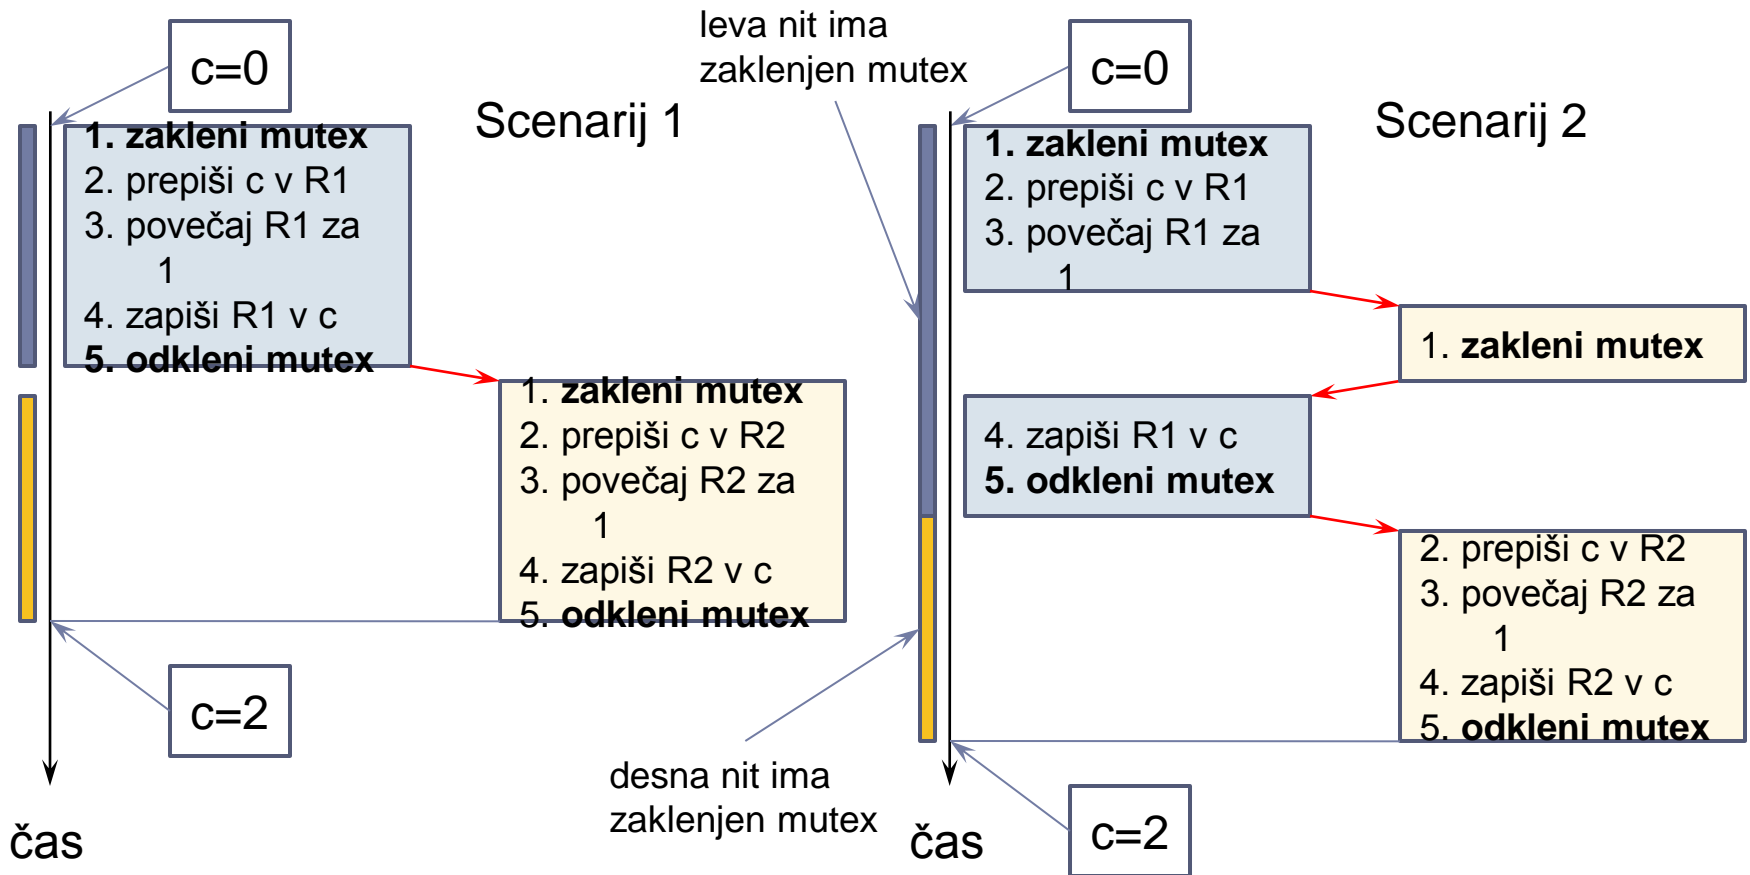 c=0
Scenarij 1
1. zakleni mutex
2. prepiši c v R1
3. povečaj R1 za
1
4. zapiši R1 v c
5. odkleni mutex
1. zakleni mutex
2. prepiši c v R2
3. povečaj R2 za
1
4. zapiši R2 v c
5. odkleni mutex
c=2
čas
leva nit ima
zaklenjen mutex
c=0
Scenarij 2
1. zakleni mutex
2. prepiši c v R1
3. povečaj R1 za
1
1. zakleni mutex
4. zapiši R1 v c
5. odkleni mutex
2. prepiši c v R2
3. povečaj R2 za
1
4. zapiši R2 v c
5. odkleni mutex
desna nit ima
zaklenjen mutex
c=2
čas